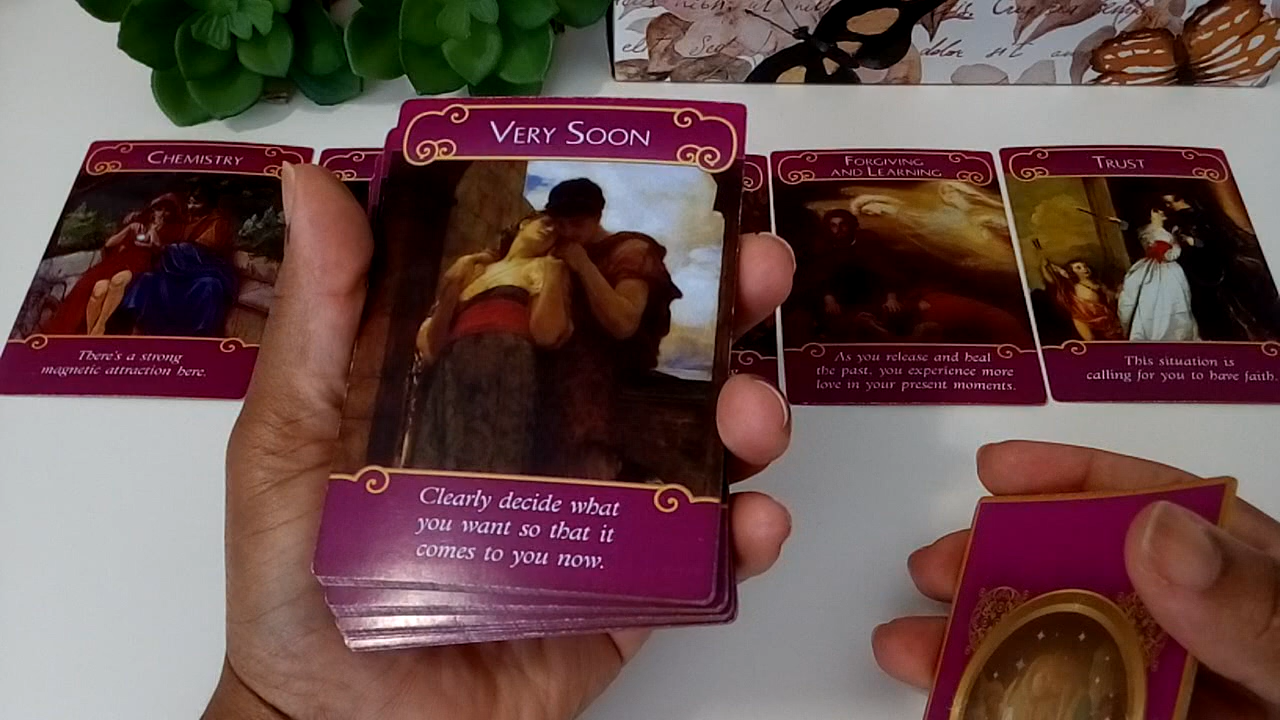 dolor sit
VERY SOON
Clearly decide what
you want so that it
comes to you now.
CHEMISTRY
There's a strong
magnetic attraction here.
FORGIVING
AND LEARNING
As you release and heal
the past, you experience more
love in your present moments.
TRUST
This situation is
calling for you to have faith.